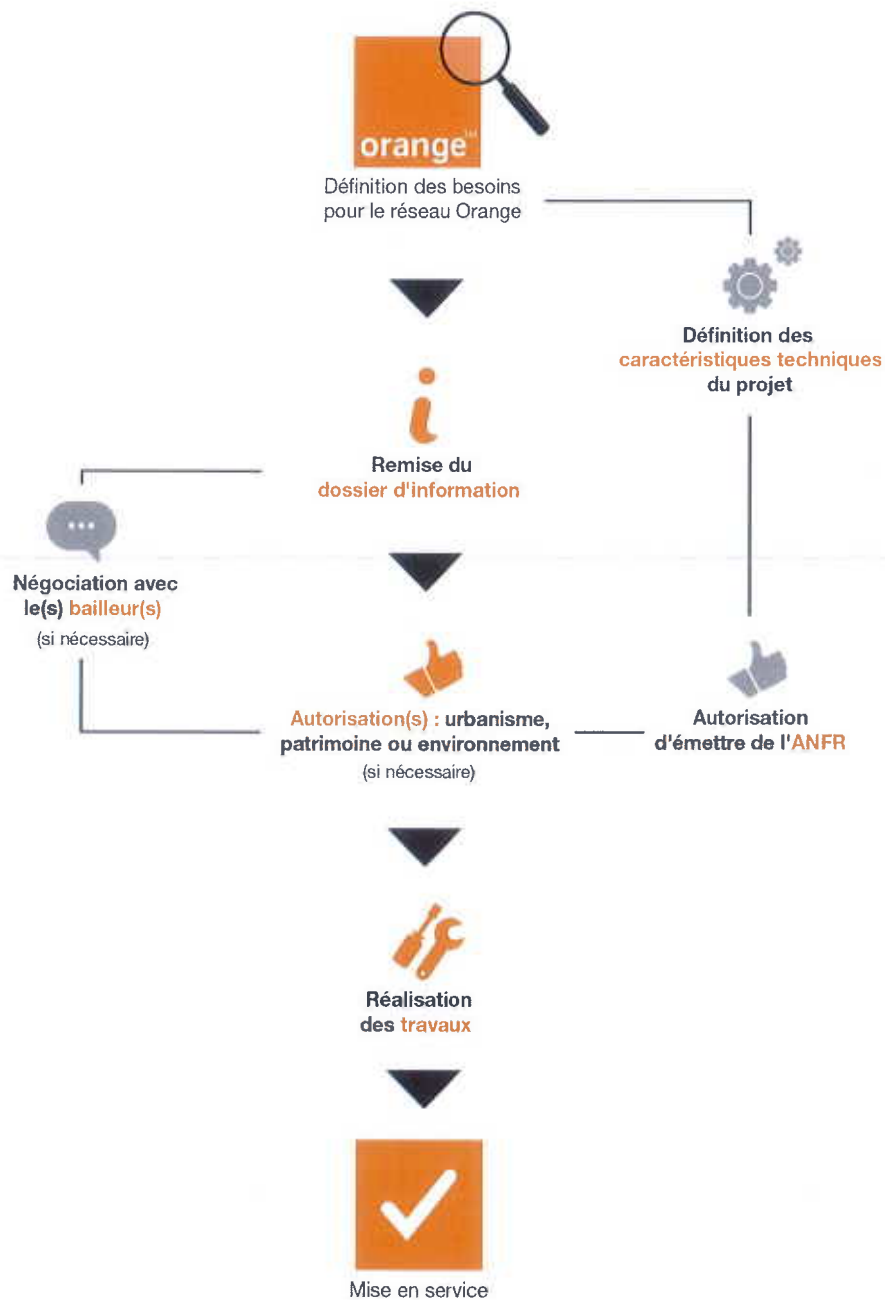 orange™
Définition des besoins
pour le réseau Orange
Définition des
caractéristiques techniques
du projet
Remise du
dossier d'information
Négociation avec
le(s) bailleur(s)
(si nécessaire)
Autorisation(s) : urbanisme,
patrimoine ou environnement
(si nécessaire)
Autorisation
d'émettre de l'ANFR
Réalisation
des travaux
Mise en service